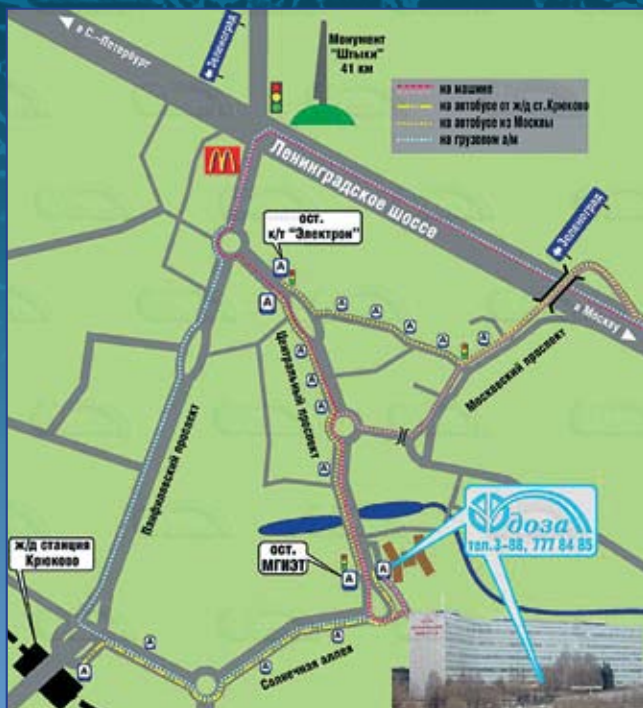 в С.–Петербург
Зеленоград
Монумент
"Штыки"
41 км
на машине
на автобусе от ж/д ст.Крюково
на автобусе из Москвы
на грузовом а/м
Ленинградское шоссе
ост.
к/т "Электрон"
А
А
Зеленоград
в Москву
А
А
А
А
А
А
А
А
А
А
Центральный проспект
Московский проспект
Панфиловский проспект
доза
тел.3-88, 777 84 85
ж/д станция
Крюково
ост.
МГИЭТ
А
А
А
А
А
А
А
Солнечная аллея